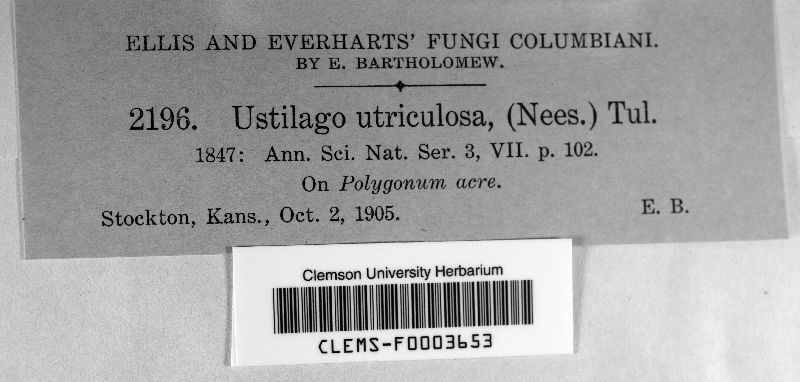 ELLIS AND EVERHARTS' FUNGI COLUMBIANI.
BY E. BARTHOLOMEW.
2196. Ustilago utriculosa, (Nees.) Tul.
1847: Ann. Sci. Nat. Ser. 3, VII. p. 102.
On Polygonum acre.
Stockton, Kans., Oct. 2, 1905. E. B.
Clemson University Herbarium
CLEMS-F0003653